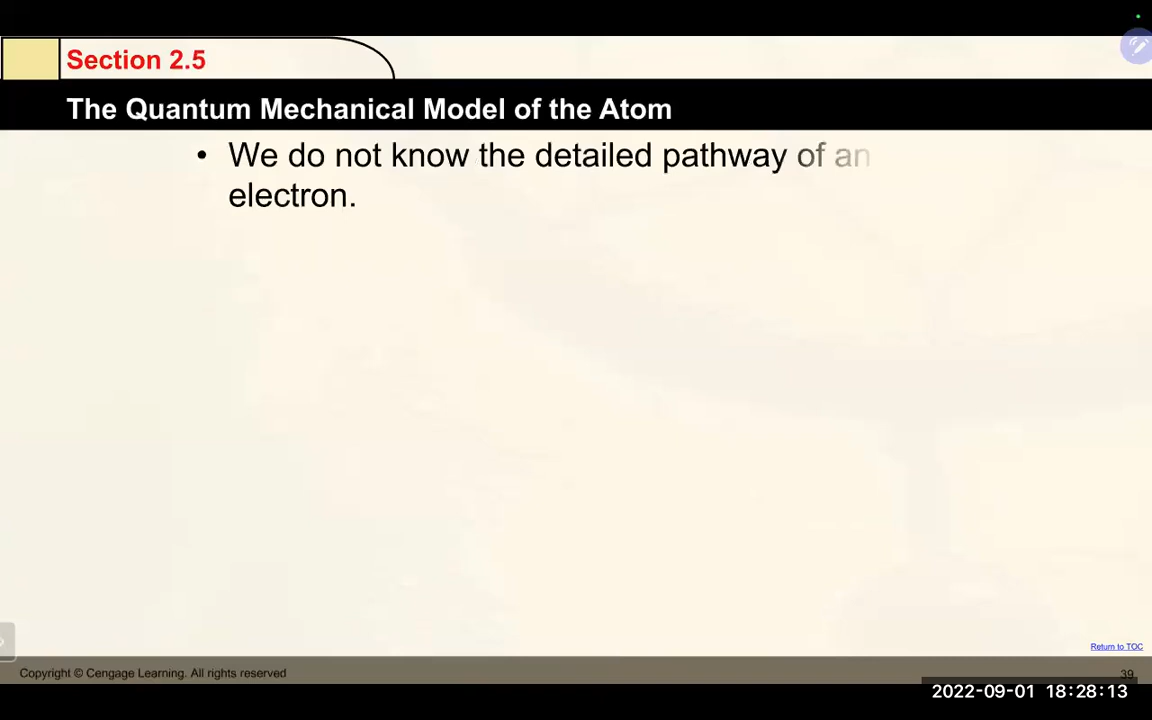 Section 2.5
The Quantum Mechanical Model of the Atom
• We do not know the detailed pathway of an
electron.
Return to TOC
Copyright © Cengage Learning. All rights reserved
39
2022-09-01 18:28:13